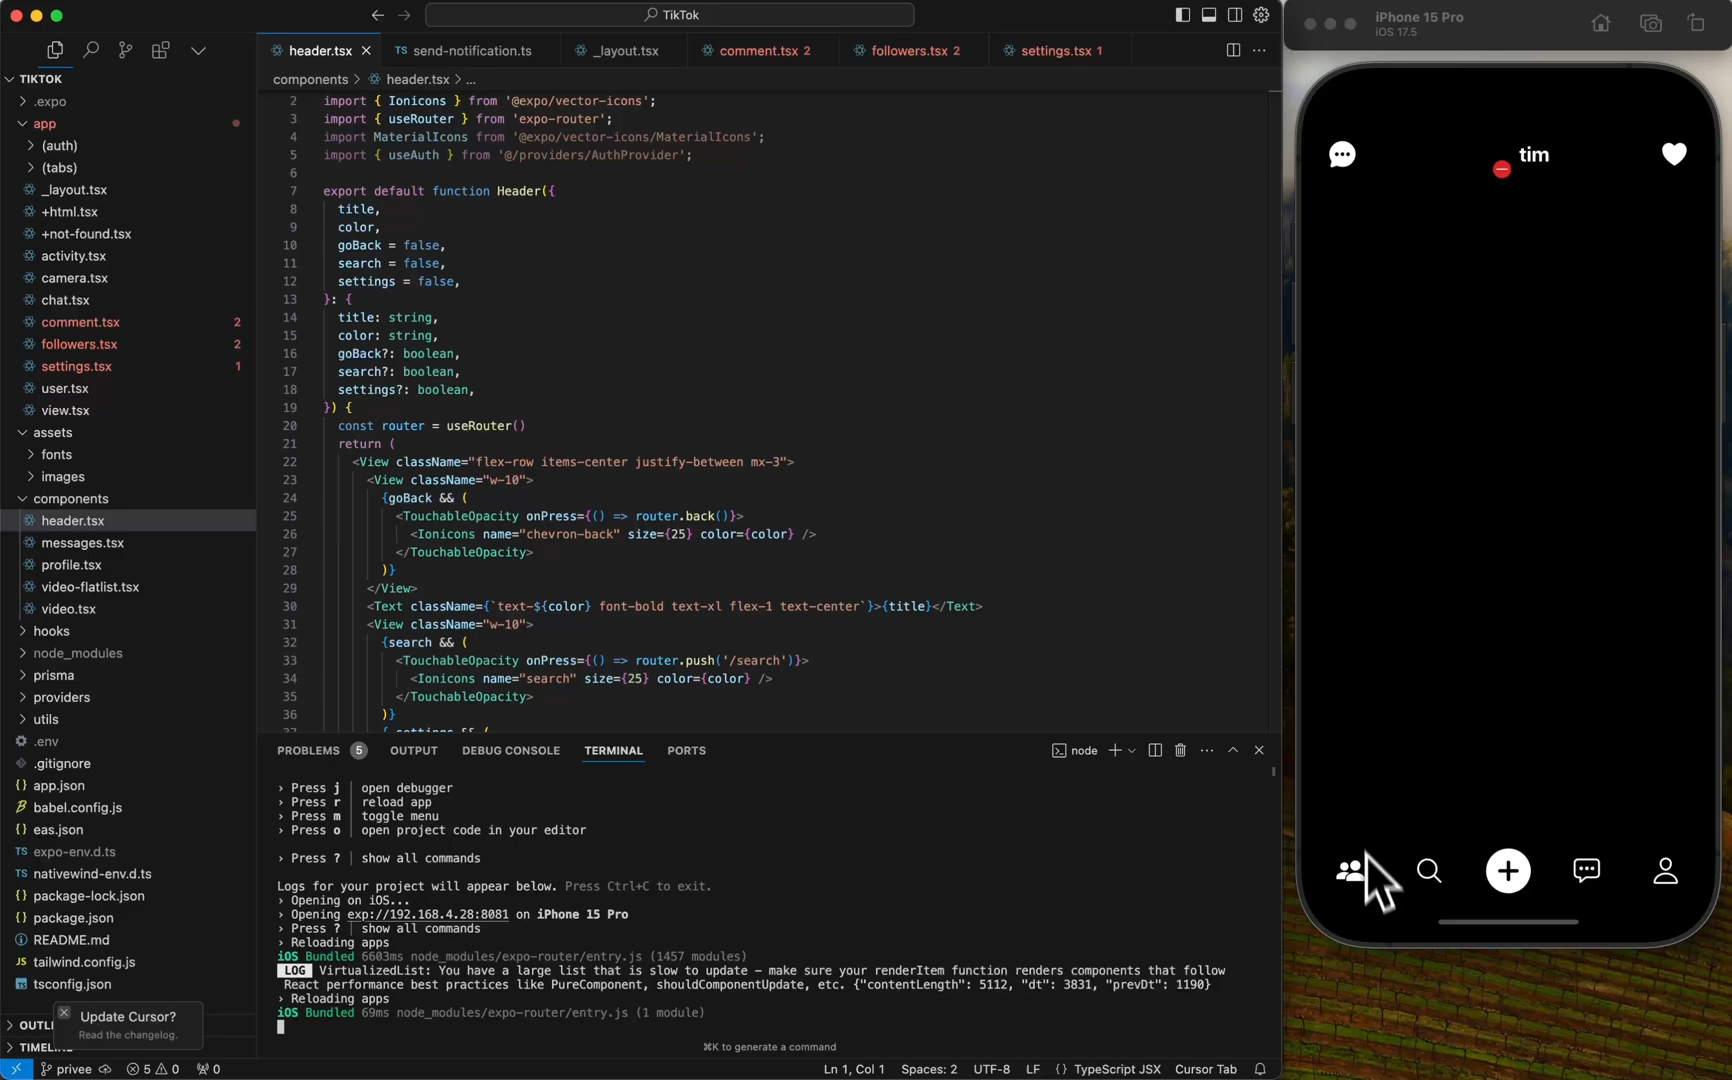 TikTok
iPhone 15 Pro
iOS 17.5
TIKTOK
.expo
app
(auth)
(tabs)
_layout.tsx
+html.tsx
+not-found.tsx
activity.tsx
camera.tsx
chat.tsx
comment.tsx 2
followers.tsx 2
settings.tsx 1
user.tsx
view.tsx
assets
fonts
images
components
header.tsx
messages.tsx
profile.tsx
video-flatlist.tsx
video.tsx
hooks
node_modules
prisma
providers
utils
.env
.gitignore
{} app.json
babel.config.js
{} eas.json
TS expo-env.d.ts
TS nativewind-env.d.ts
{} package-lock.json
{} package.json
README.md
JS tailwind.config.js
tsconfig.json
OUTLI
TIMELINE
Update Cursor?
Read the changelog.
header.tsx
TS send-notification.ts
_layout.tsx
comment.tsx 2
followers.tsx 2
settings.tsx 1
components > header.tsx > ...
2 import { Ionicons } from '@expo/vector-icons';
3 import { useRouter } from 'expo-router';
4 import MaterialIcons from '@expo/vector-icons/MaterialIcons';
5 import { useAuth } from '@/providers/AuthProvider';
6
7 export default function Header({
8 title,
9 color,
10 goBack = false,
11 search = false,
12 settings = false,
13 }: {
14 title: string,
15 color: string,
16 goBack?: boolean,
17 search?: boolean,
18 settings?: boolean,
19 }) {
20 const router = useRouter()
21 return (
22 <View className="flex-row items-center justify-between mx-3">
23 <View className="w-10">
24 {goBack && (
25 <TouchableOpacity onPress={() => router.back()}>
26 <Ionicons name="chevron-back" size={25} color={color} />
27 </TouchableOpacity>
28 )}
29 </View>
30 <Text className={`text-${color} font-bold text-xl flex-1 text-center`}>{title}</Text>
31 <View className="w-10">
32 {search && (
33 <TouchableOpacity onPress={() => router.push('/search')}>
34 <Ionicons name="search" size={25} color={color} />
35 </TouchableOpacity>
36 )}
37 { settings && (
PROBLEMS 5 OUTPUT DEBUG CONSOLE TERMINAL PORTS
node
› Press j │ open debugger
› Press r │ reload app
› Press m │ toggle menu
› Press o │ open project code in your editor
› Press ? │ show all commands
Logs for your project will appear below. Press Ctrl+C to exit.
› Opening on iOS...
› Opening exp://192.168.4.28:8081 on iPhone 15 Pro
› Press ? │ show all commands
› Reloading apps
iOS Bundled 6603ms node_modules/expo-router/entry.js (1457 modules)
LOG VirtualizedList: You have a large list that is slow to update – make sure your renderItem function renders components that follow
React performance best practices like PureComponent, shouldComponentUpdate, etc. {"contentLength": 5112, "dt": 3831, "prevDt": 1190}
› Reloading apps
iOS Bundled 69ms node_modules/expo-router/entry.js (1 module)
⌘K to generate a command
privee
5 0
0
Ln 1, Col 1
Spaces: 2
UTF-8
LF
{} TypeScript JSX
Cursor Tab
tim